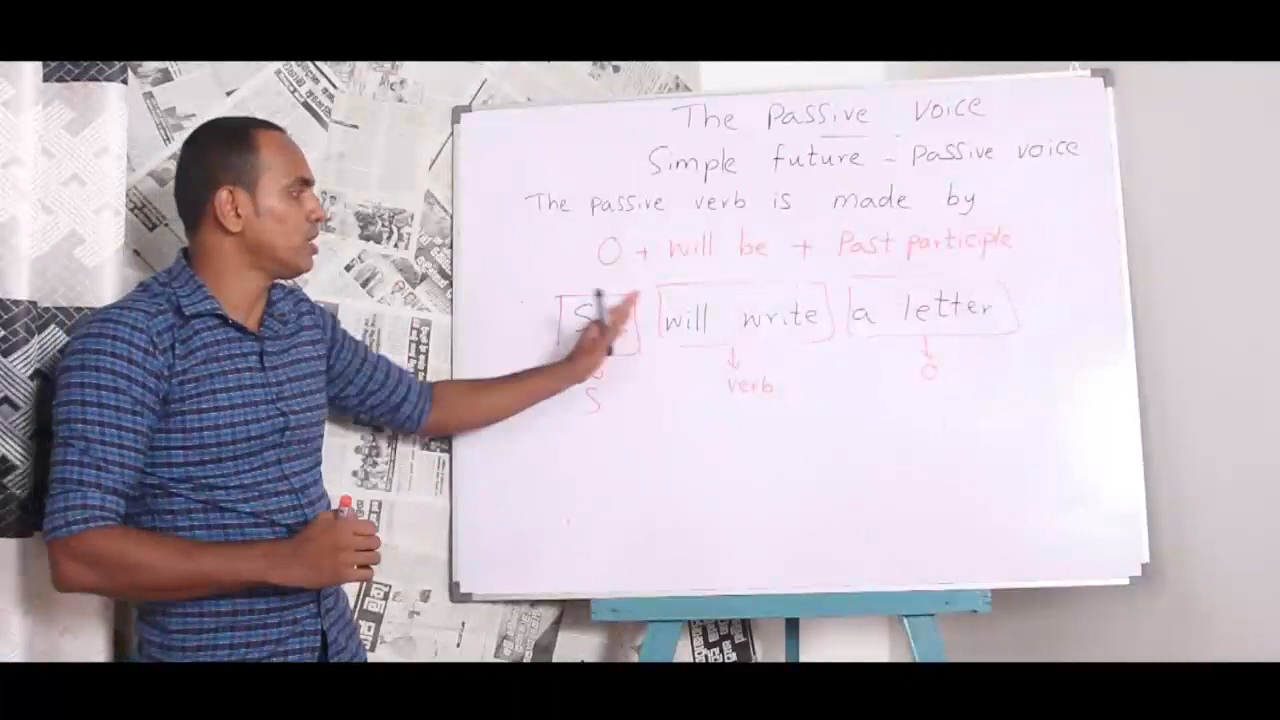 The Passive voice
Simple future - Passive voice
The passive verb is made by
O + will be + Past participle
will write a letter
S verb O